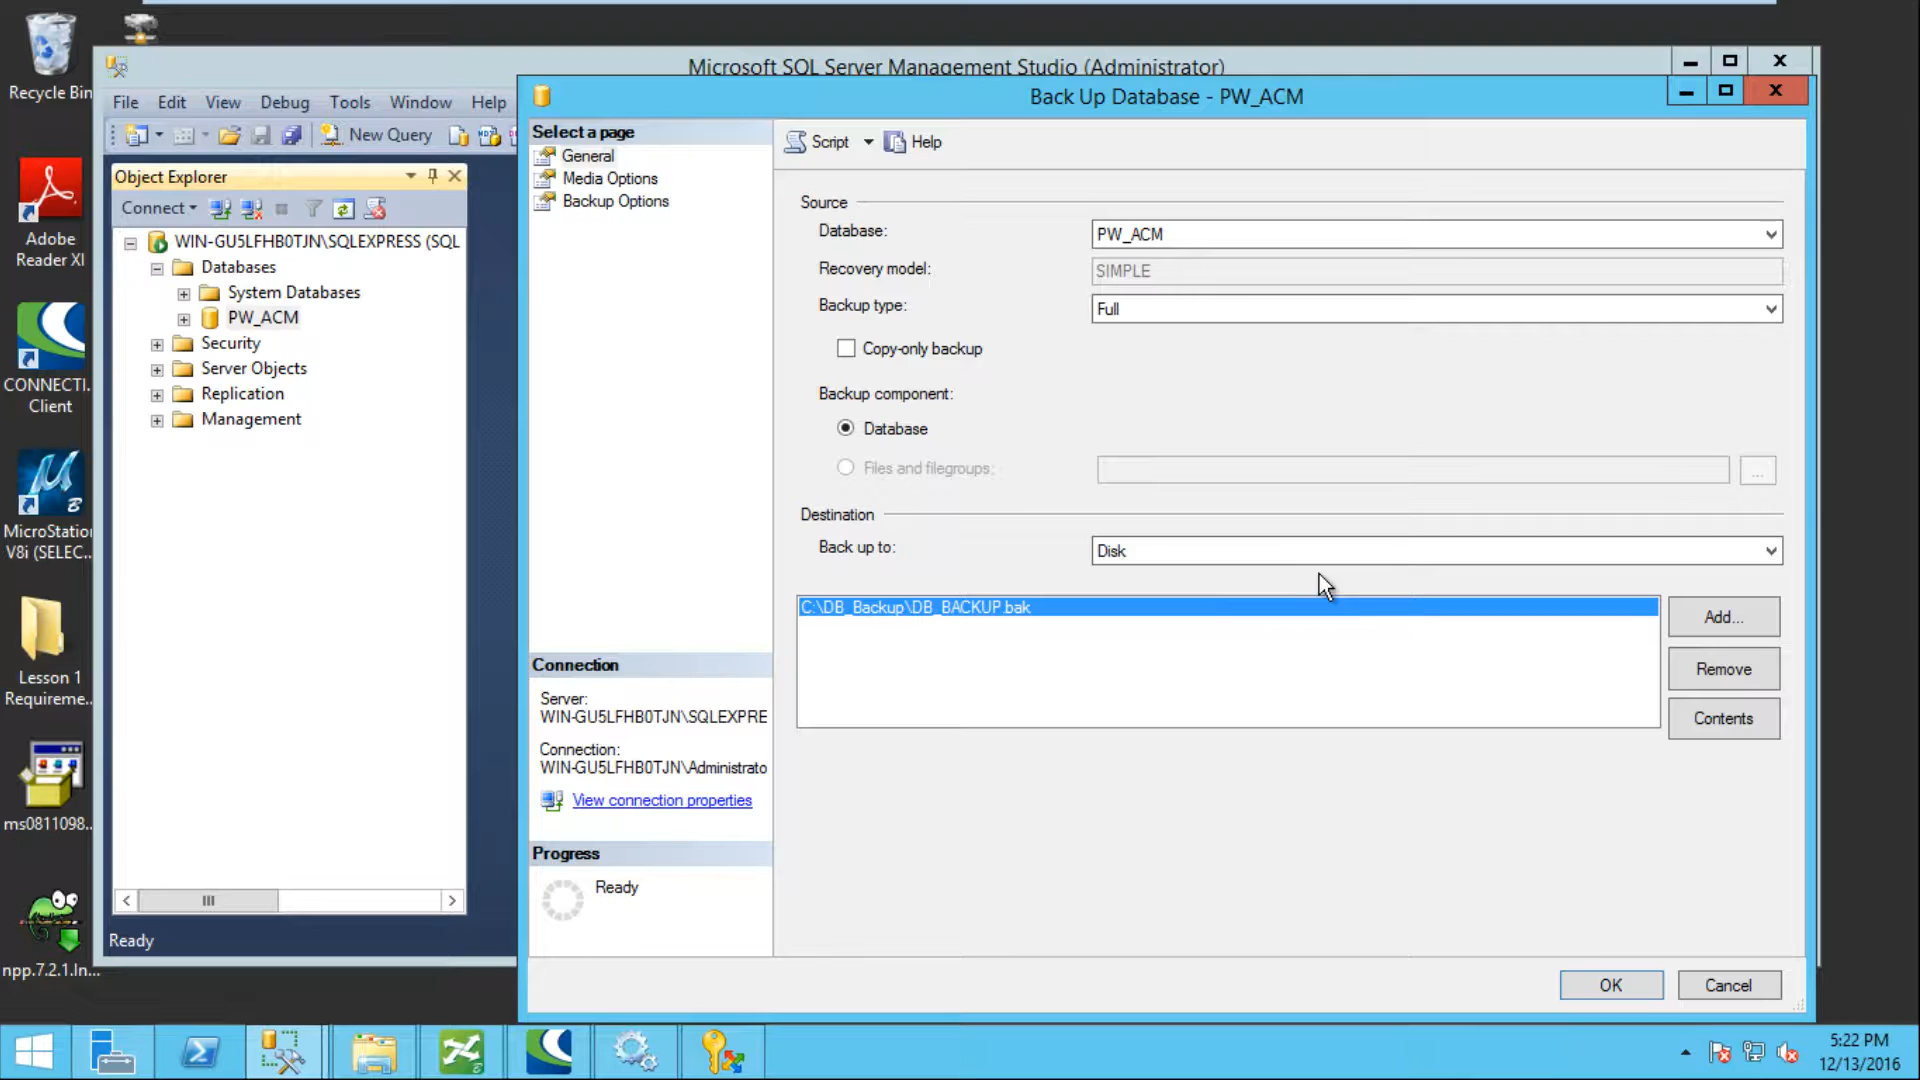 Recycle Bin
Adobe
Reader XI
CONNECTI...
Client
MicroStation
V8i (SELEC...
Lesson 1
Requireme...
ms0811098...
npp.7.2.1.In...
Microsoft SQL Server Management Studio (Administrator)
File Edit View Debug Tools Window Help
New Query
Object Explorer
Connect
WIN-GU5LFHB0TJN\SQLEXPRESS (SQL
Databases
System Databases
PW_ACM
Security
Server Objects
Replication
Management
Ready
Back Up Database - PW_ACM
Select a page
General
Media Options
Backup Options
Connection
Server:
WIN-GU5LFHB0TJN\SQLEXPRE
Connection:
WIN-GU5LFHB0TJN\Administrato
View connection properties
Progress
Ready
Script Help
Source
Database: PW_ACM
Recovery model: SIMPLE
Backup type: Full
Copy-only backup
Backup component:
Database
Files and filegroups: ...
Destination
Back up to: Disk
C:\DB_Backup\DB_BACKUP.bak
Add...
Remove
Contents
OK Cancel
5:22 PM
12/13/2016